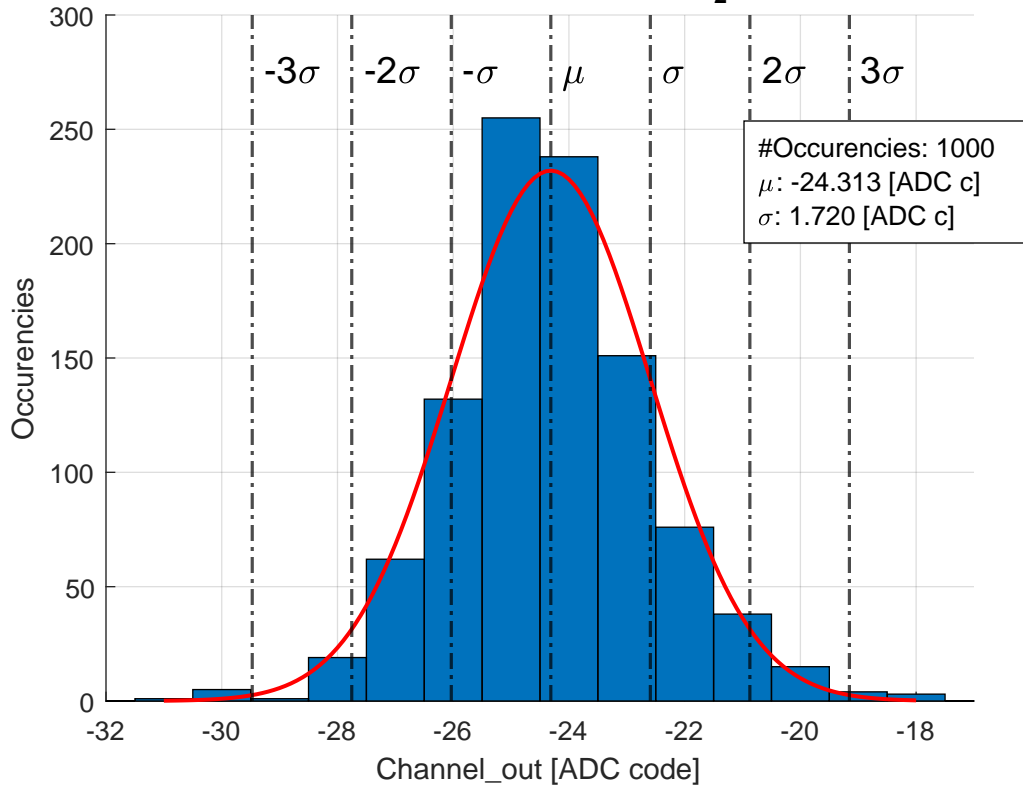 2
300
-3σ -2σ -σ μ σ 2σ 3σ
250
#Occurencies: 1000
μ: -24.313 [ADC c]
σ: 1.720 [ADC c]
200
Occurencies
150
100
50
0
-32 -30 -28 -26 -24 -22 -20 -18
Channel_out [ADC code]